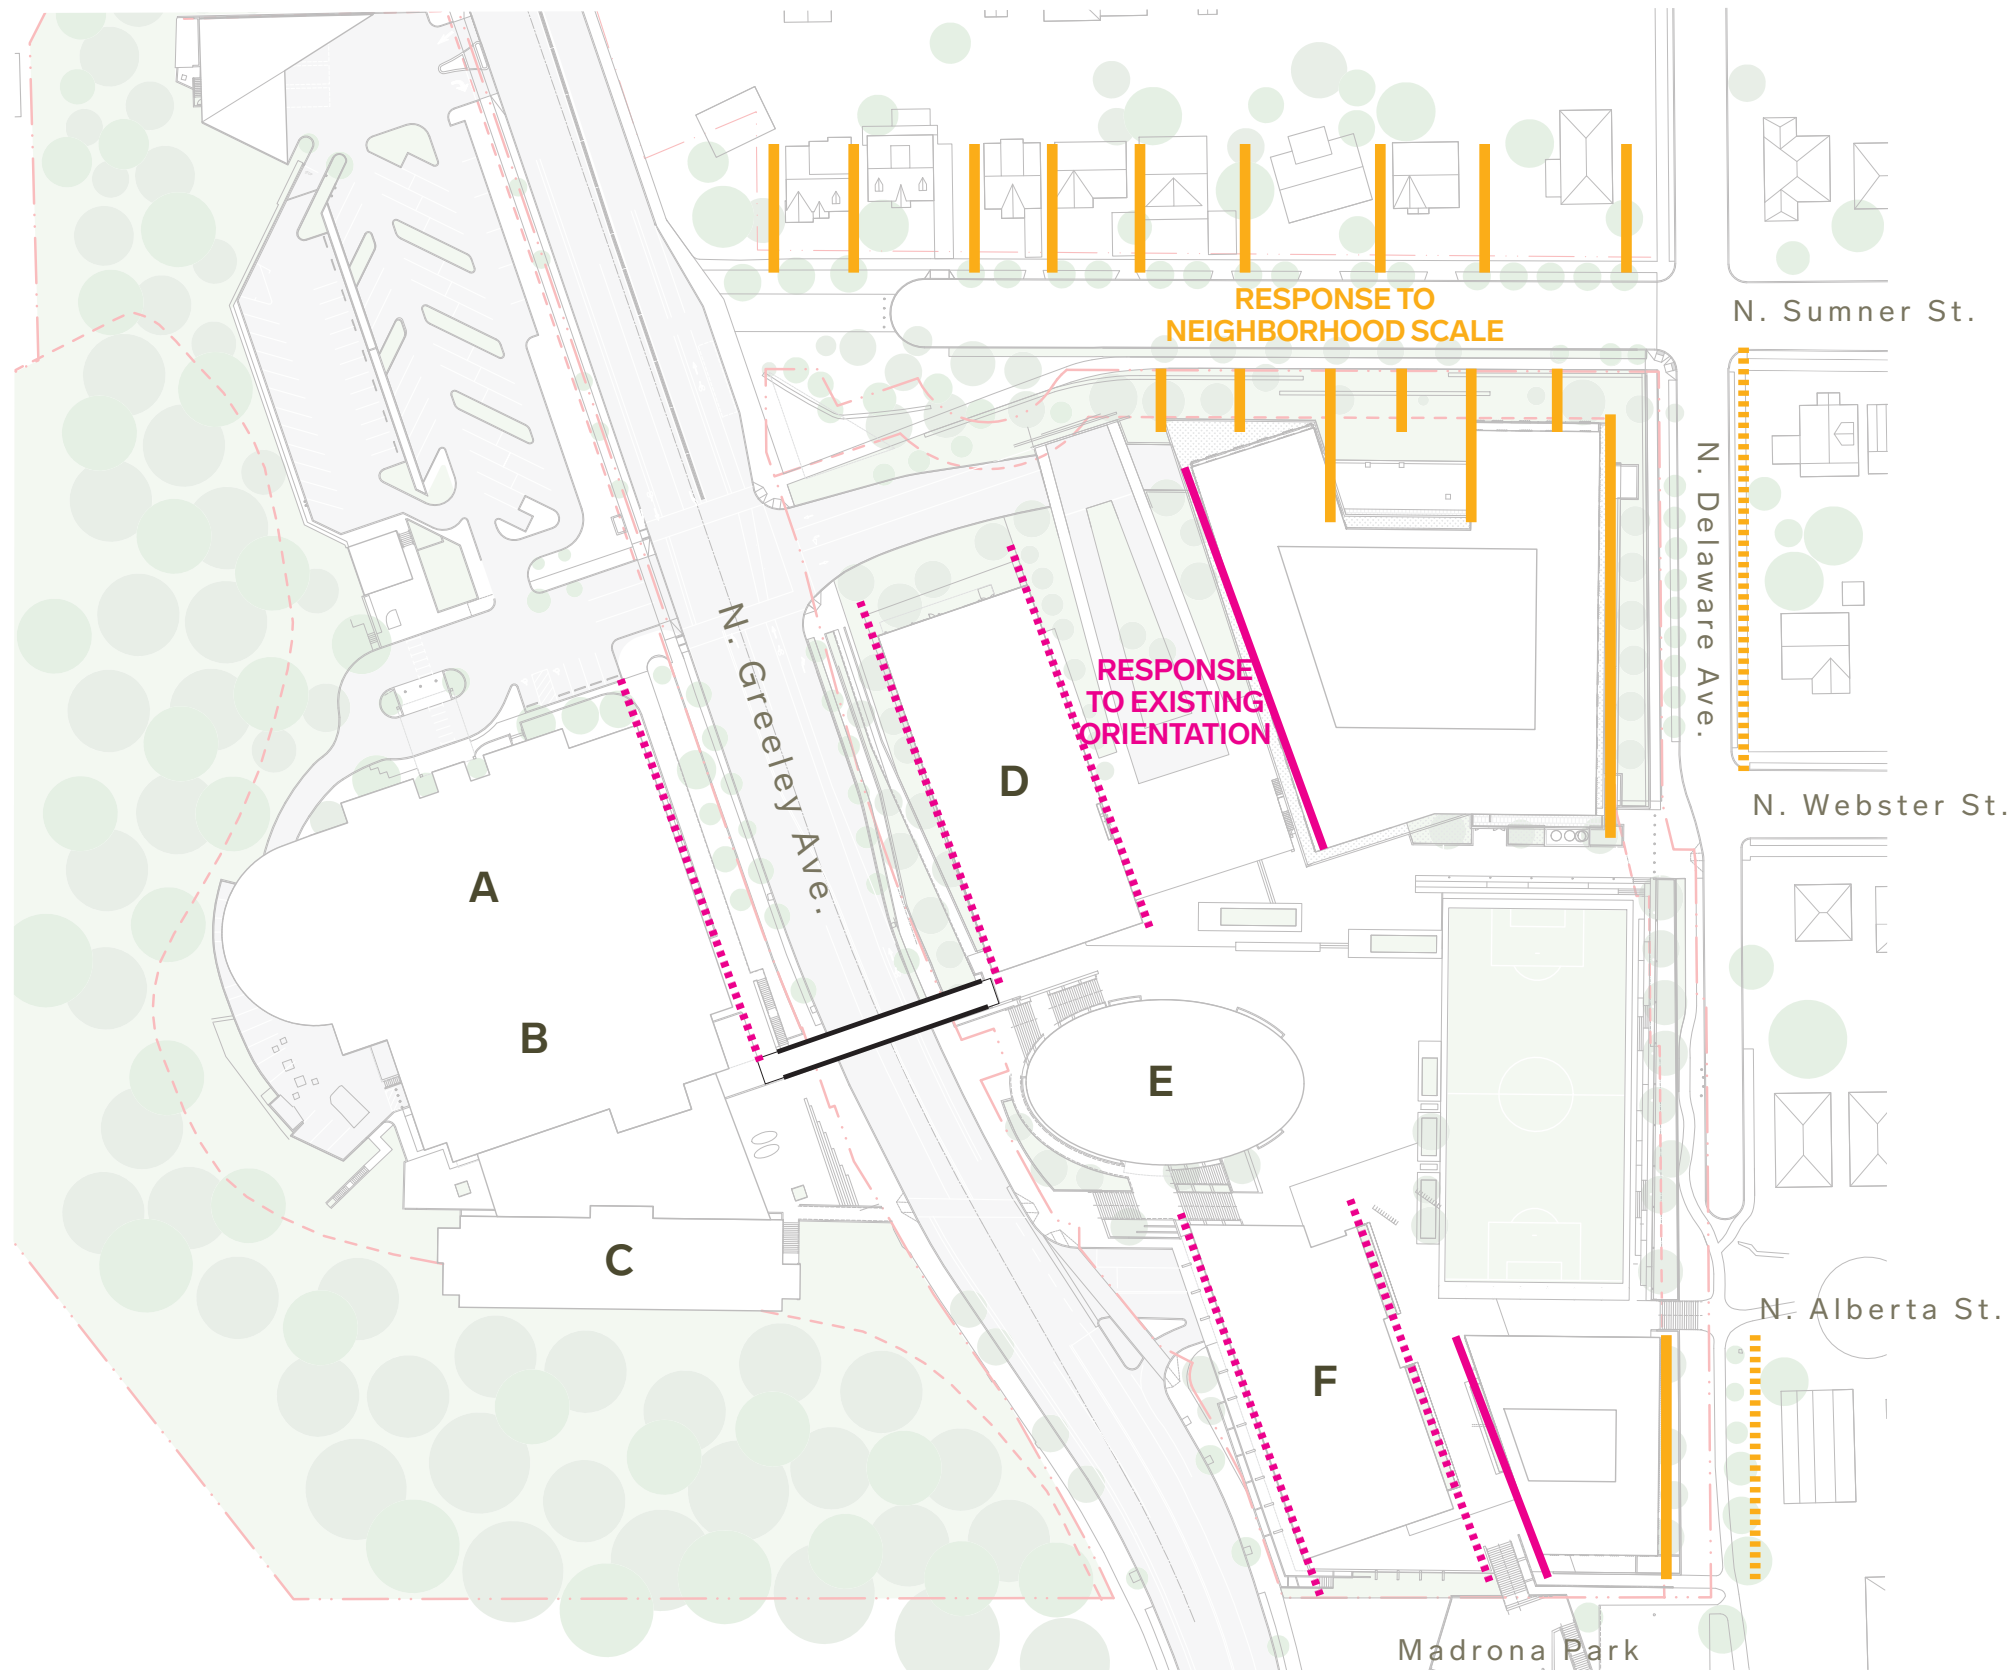 RESPONSE TO
NEIGHBORHOOD SCALE
N. Sumner St.
N. Delaware Ave.
N. Greeley Ave.
RESPONSE
TO EXISTING
ORIENTATION
D
N. Webster St.
A
B
E
C
N. Alberta St.
F
Madrona Park